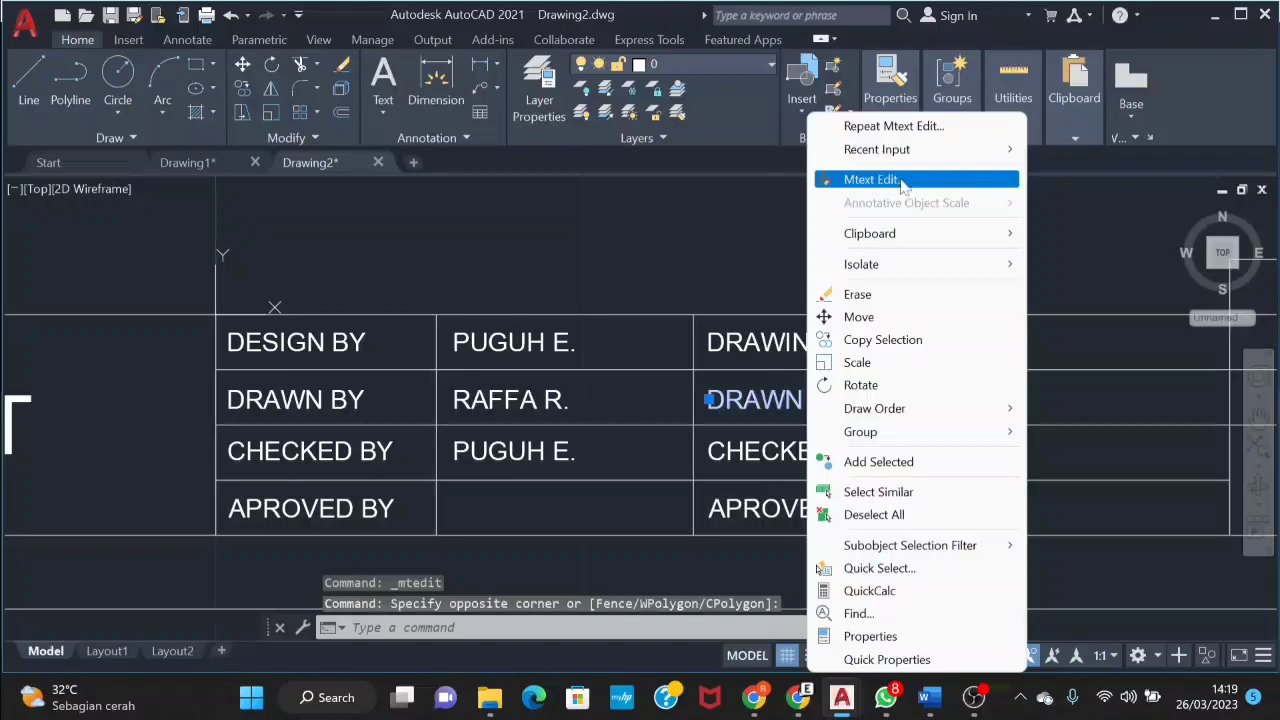 Autodesk AutoCAD 2021 Drawing2.dwg
Type a keyword or phrase
Sign In
Home Insert Annotate Parametric View Manage Output Add-ins Collaborate Express Tools Featured Apps
0
Line Polyline Circle Arc
Text Dimension
Layer Properties
Insert Properties Groups Utilities Clipboard Base
Draw Modify Annotation Layers
Start Drawing1* Drawing2*
[−][Top][2D Wireframe]
Repeat Mtext Edit...
Recent Input
Mtext Edit...
Annotative Object Scale
Clipboard
Isolate
Erase
Move
Copy Selection
Scale
Rotate
Draw Order
Group
Add Selected
Select Similar
Deselect All
Subobject Selection Filter
Quick Select...
QuickCalc
Find...
Properties
Quick Properties
N
W TOP E
S
Unnamed
Y
X
DESIGN BY PUGUH E. DRAWIN
DRAWN BY RAFFA R. DRAWN
CHECKED BY PUGUH E. CHECKE
APROVED BY APROVE
Command: _mtedit
Command: Specify opposite corner or [Fence/WPolygon/CPolygon]:
Type a command
Model Layout1 Layout2
MODEL 1:1
32°C
Sebagian cerah
Search
8
14:19
26/03/2023
5